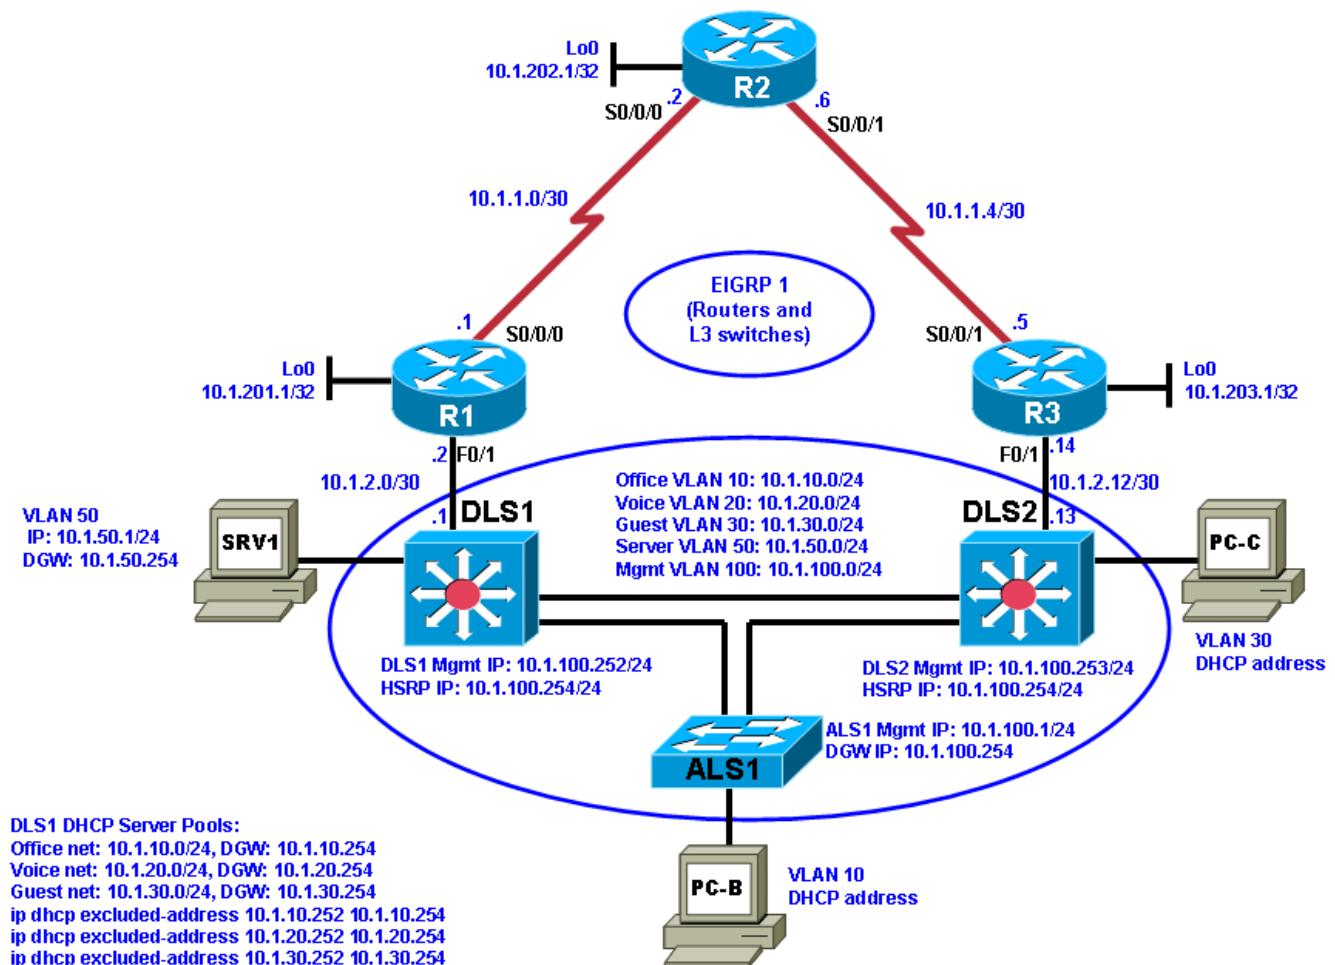 Lo0
10.1.202.1/32
R2
.2
.6
S0/0/0
S0/0/1
10.1.1.0/30
10.1.1.4/30
EIGRP 1
(Routers and
L3 switches)
.1
S0/0/0
.5
S0/0/1
Lo0
10.1.201.1/32
R1
R3
Lo0
10.1.203.1/32
.2
F0/1
10.1.2.0/30
.1
DLS1
.14
F0/1
10.1.2.12/30
.13
DLS2
Office VLAN 10: 10.1.10.0/24
Voice VLAN 20: 10.1.20.0/24
Guest VLAN 30: 10.1.30.0/24
Server VLAN 50: 10.1.50.0/24
Mgmt VLAN 100: 10.1.100.0/24
VLAN 50
IP: 10.1.50.1/24
DGW: 10.1.50.254
SRV1
PC-C
VLAN 30
DHCP address
DLS1 Mgmt IP: 10.1.100.252/24
HSRP IP: 10.1.100.254/24
DLS2 Mgmt IP: 10.1.100.253/24
HSRP IP: 10.1.100.254/24
ALS1 Mgmt IP: 10.1.100.1/24
DGW IP: 10.1.100.254
ALS1
PC-B
VLAN 10
DHCP address
DLS1 DHCP Server Pools:
Office net: 10.1.10.0/24, DGW: 10.1.10.254
Voice net: 10.1.20.0/24, DGW: 10.1.20.254
Guest net: 10.1.30.0/24, DGW: 10.1.30.254
ip dhcp excluded-address 10.1.10.252 10.1.10.254
ip dhcp excluded-address 10.1.20.252 10.1.20.254
ip dhcp excluded-address 10.1.30.252 10.1.30.254